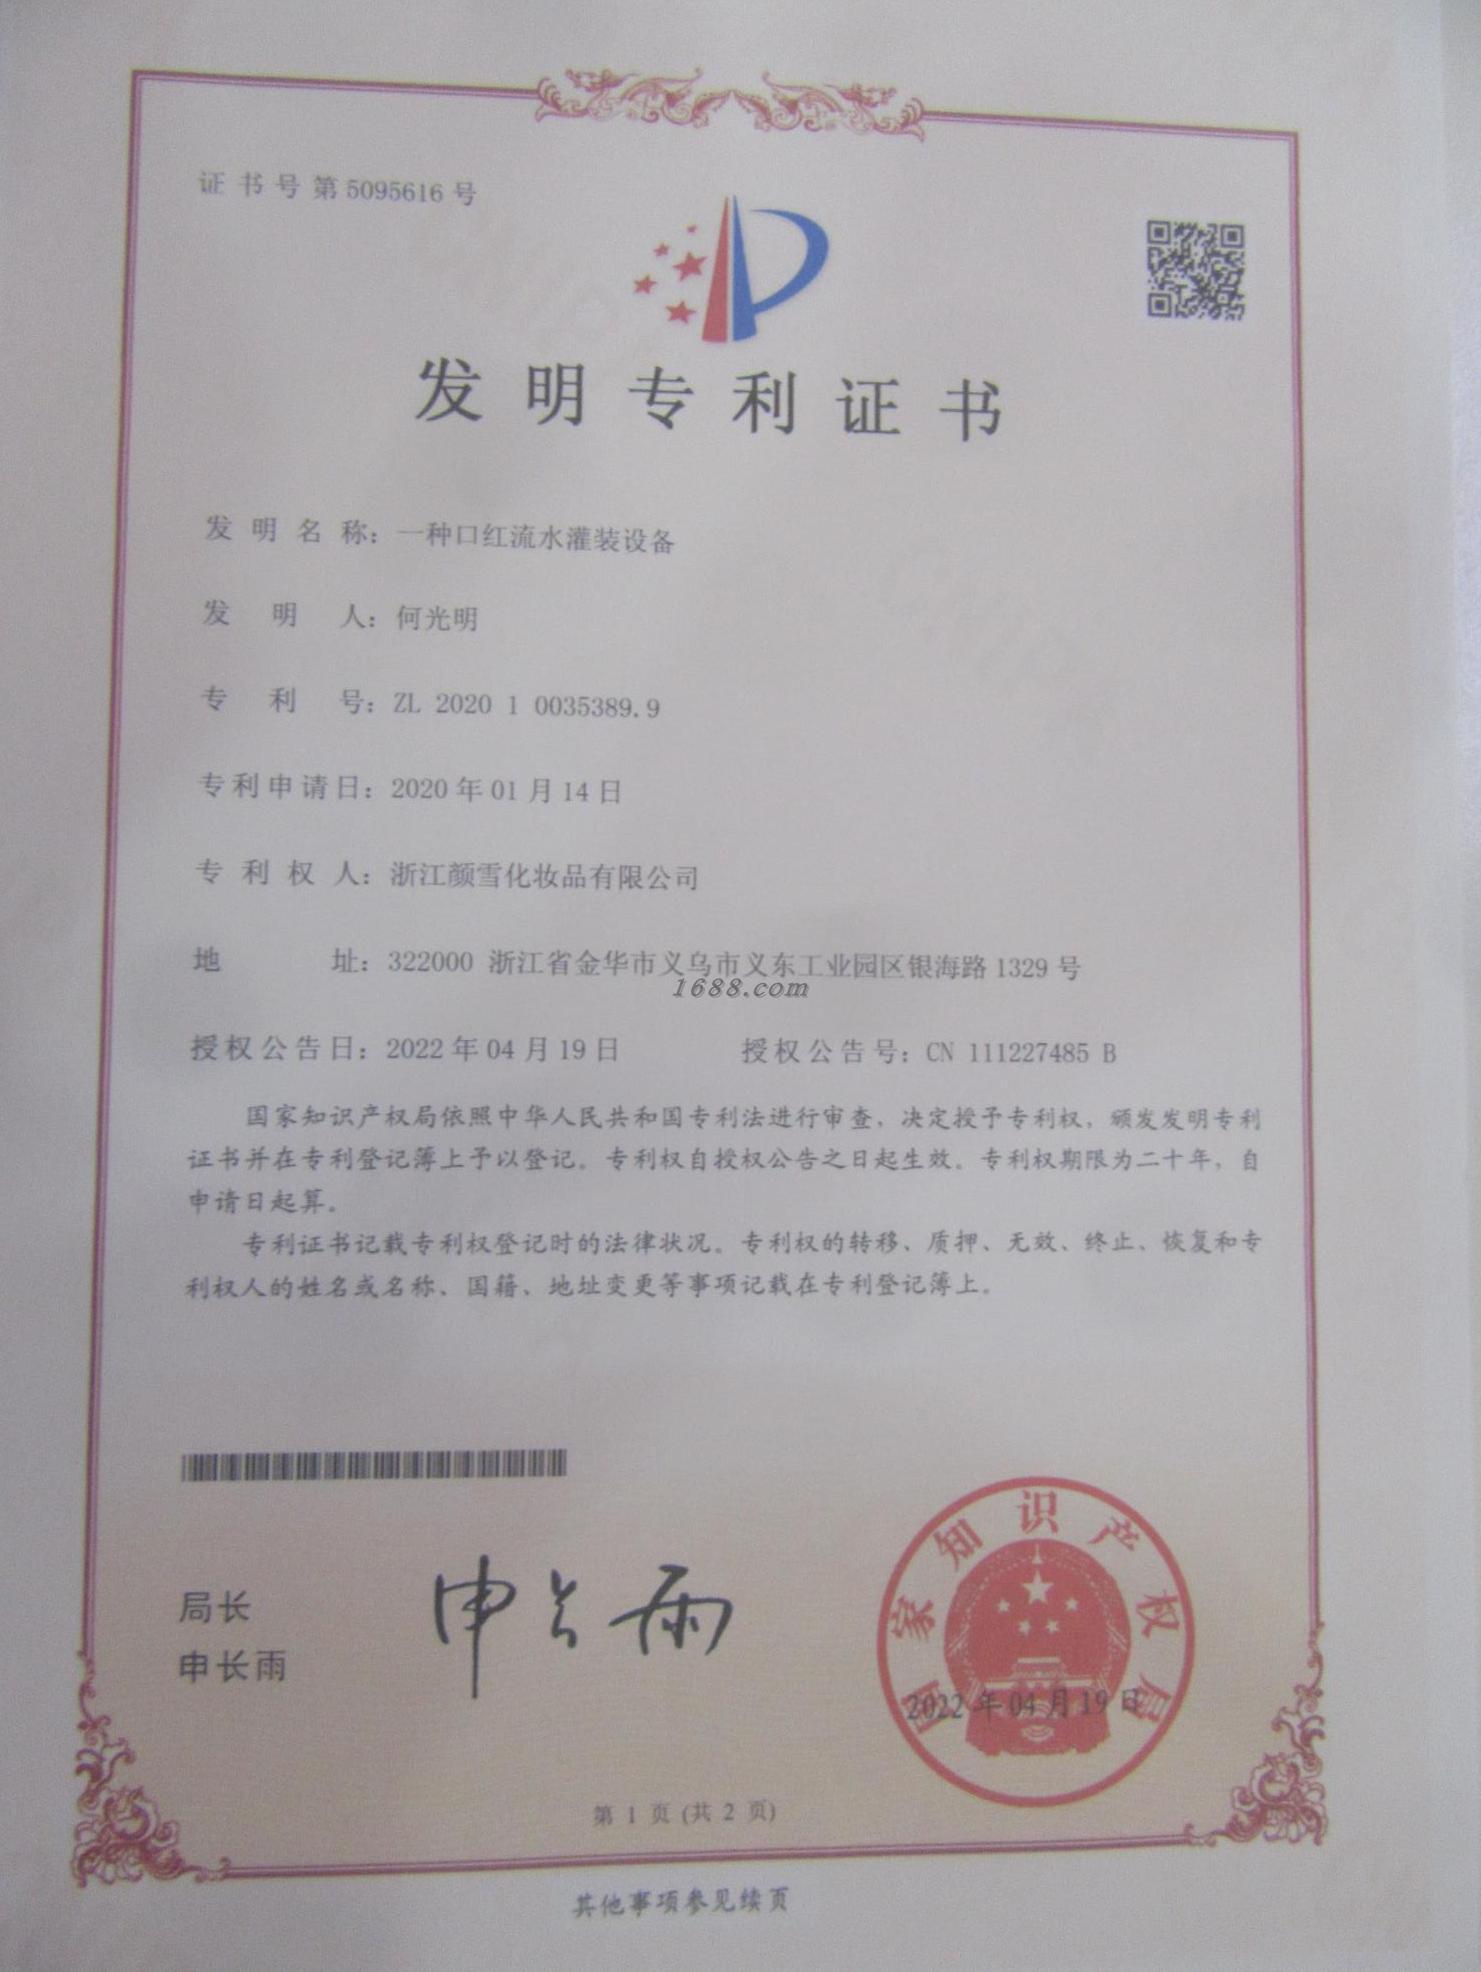 证书号第5095616号
发明专利证书
发明名称：一种口红流水灌装设备
发明人：何光明
专利号：ZL 2020 1 0035389.9
专利申请日：2020年01月14日
专利权人：浙江颜雪化妆品有限公司
地址：322000 浙江省金华市义乌市义东工业园区银海路1329号
1688.com
授权公告日：2022年04月19日 授权公告号：CN 111227485 B
国家知识产权局依照中华人民共和国专利法进行审查，决定授予专利权，颁发发明专利
证书并在专利登记簿上予以登记。专利权自授权公告之日起生效。专利权期限为二十年，自
申请日起算。
专利证书记载专利权登记时的法律状况。专利权的转移、质押、无效、终止、恢复和专
利权人的姓名或名称、国籍、地址变更等事项记载在专利登记簿上。
局长
申长雨
申长雨
国家知识产权局
2022年04月19日
第 1 页 (共 2 页)
其他事项参见续页